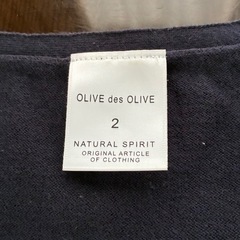 OLIVE des OLIVE
2
NATURAL SPIRIT
ORIGINAL ARTICLE
OF CLOTHING